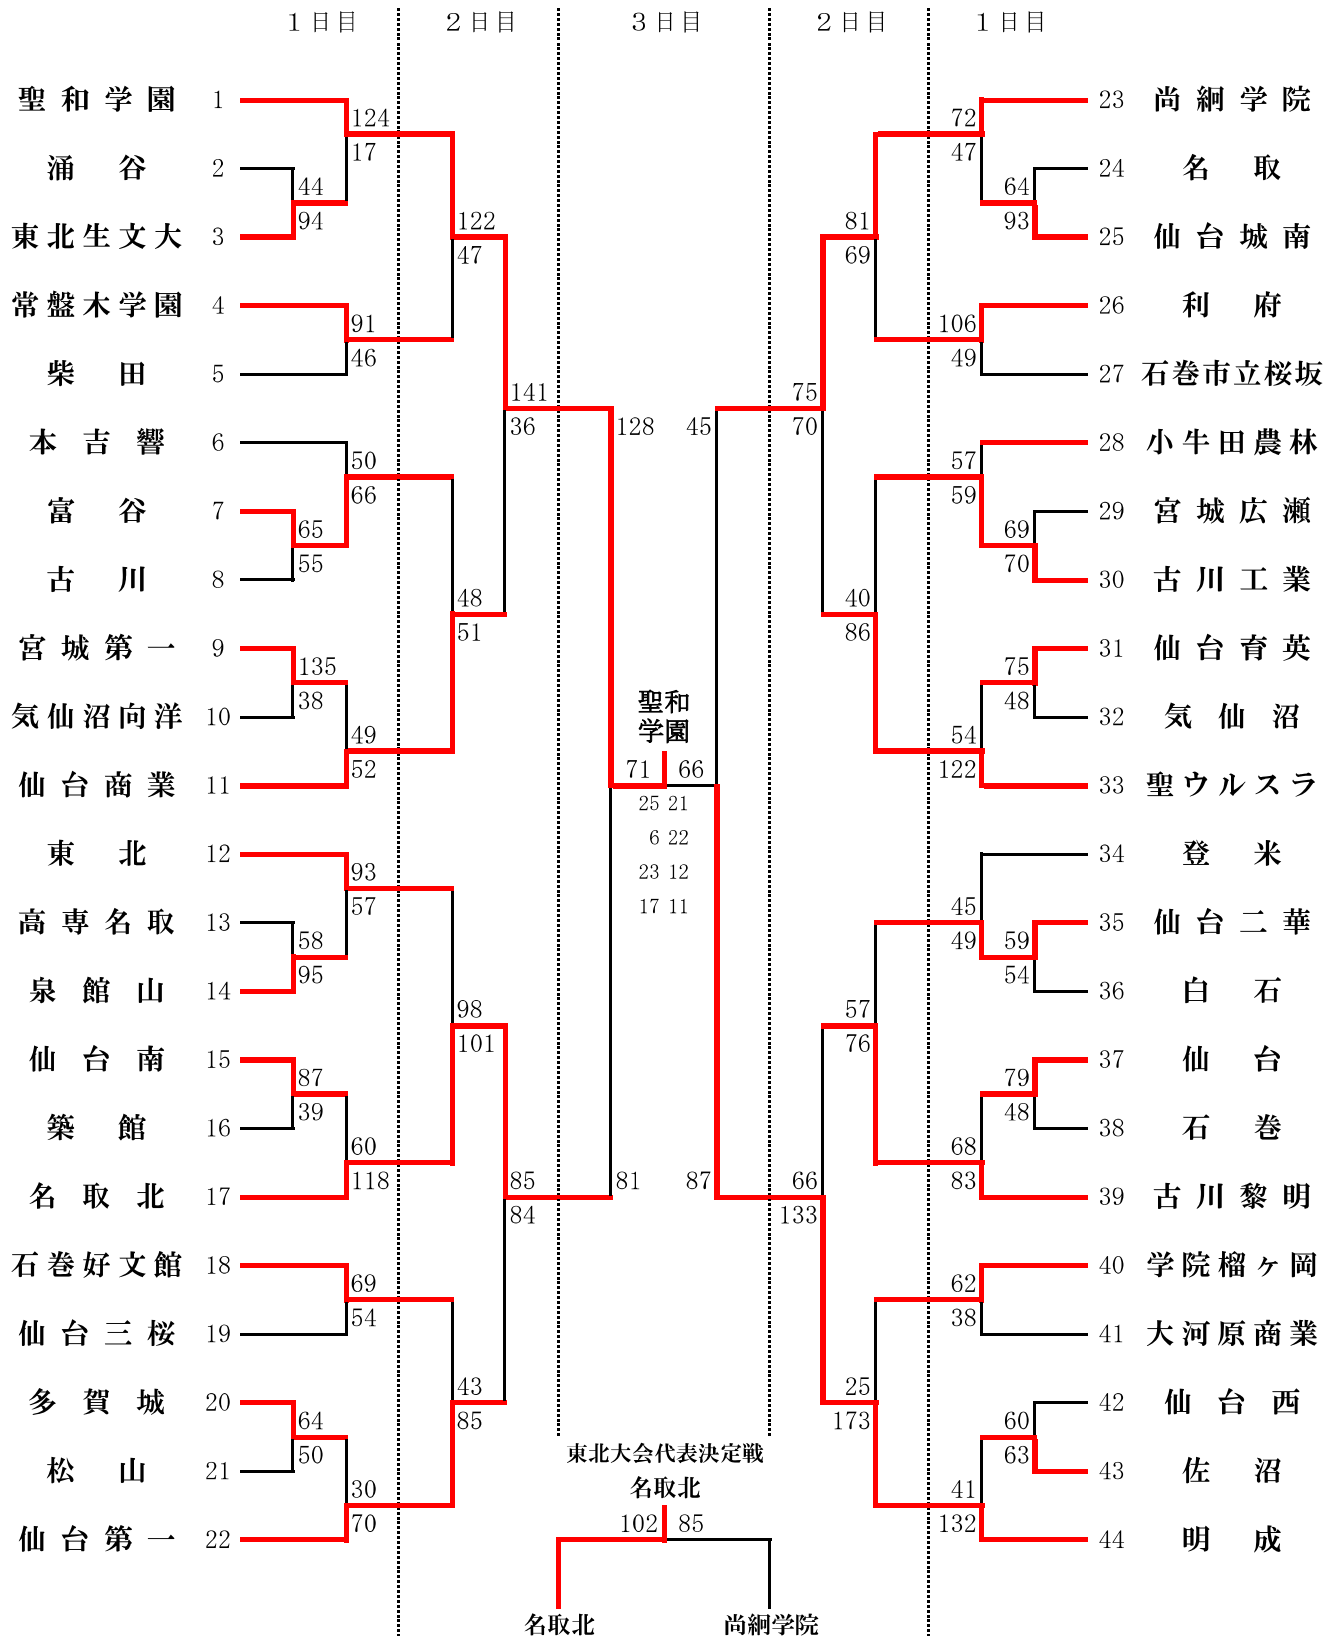 1日目 2日目 3日目 2日目 1日目
聖和学園 1
涌谷 2
東北生文大 3
常盤木学園 4
柴田 5
本吉響 6
富谷 7
古川 8
宮城第一 9
気仙沼向洋 10
仙台商業 11
東北 12
高専名取 13
泉館山 14
仙台南 15
築館 16
名取北 17
石巻好文館 18
仙台三桜 19
多賀城 20
松山 21
仙台第一 22
124
17
44
94
91
46
50
66
65
55
135
38
49
52
93
57
58
95
87
39
60
118
69
54
64
50
30
70
122
47
48
51
98
101
43
85
141
36
85
84
128
81
聖和
学園
71 66
25 21
6 22
23 12
17 11
45
87
75
70
66
133
81
69
40
86
57
76
25
173
72
47
64
93
106
49
57
59
69
70
75
48
54
122
45
49
59
54
79
48
68
83
62
38
60
63
41
132
23 尚絅学院
24 名取
25 仙台城南
26 利府
27 石巻市立桜坂
28 小牛田農林
29 宮城広瀬
30 古川工業
31 仙台育英
32 気仙沼
33 聖ウルスラ
34 登米
35 仙台二華
36 白石
37 仙台
38 石巻
39 古川黎明
40 学院榴ヶ岡
41 大河原商業
42 仙台西
43 佐沼
44 明成
東北大会代表決定戦
名取北
102 85
名取北 尚絅学院